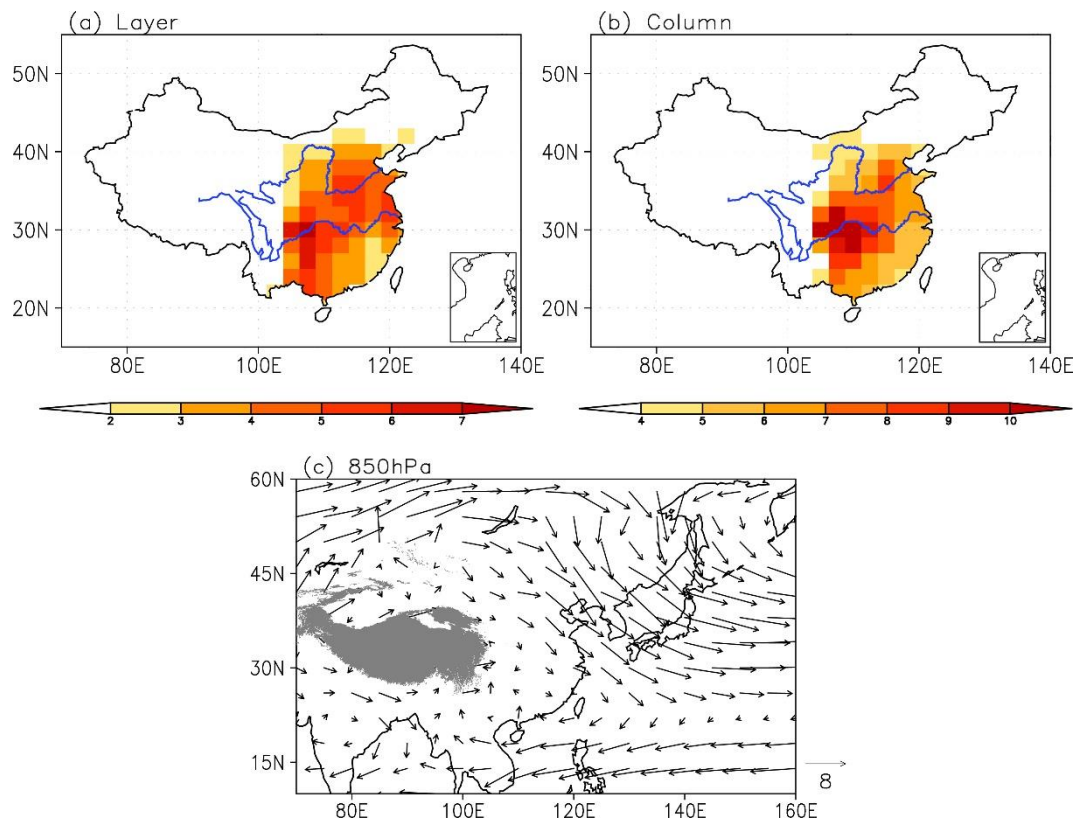 (a) Layer
(b) Column
50N
40N
30N
20N
80E 100E 120E 140E
50N
40N
30N
20N
80E 100E 120E 140E
2 3 4 5 6 7
4 5 6 7 8 9 10
(c) 850hPa
60N
45N
30N
15N
80E 100E 120E 140E 160E
8